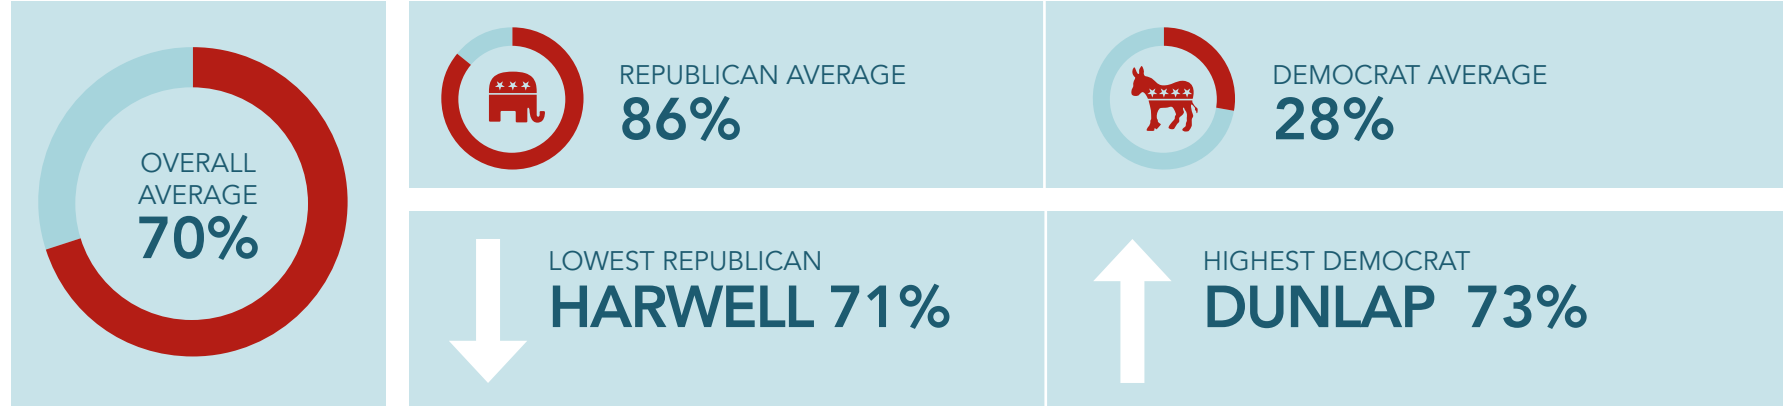 OVERALL
AVERAGE
70%
REPUBLICAN AVERAGE
86%
DEMOCRAT AVERAGE
28%
LOWEST REPUBLICAN
HARWELL 71%
HIGHEST DEMOCRAT
DUNLAP 73%